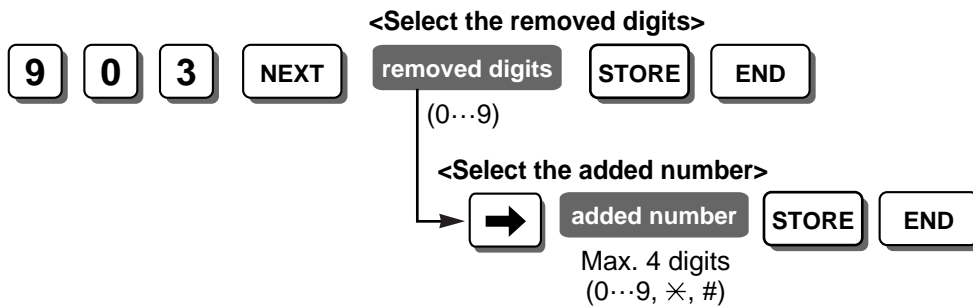 <Select the removed digits>
9 0 3 NEXT removed digits STORE END
(0···9)
<Select the added number>
➡ added number STORE END
Max. 4 digits
(0···9, ✕, #)